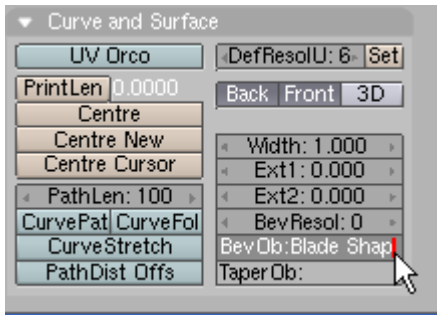 Curve and Surface
UV Orco
DefResolU: 6
Set
PrintLen
0.0000
Back
Front
3D
Centre
Centre New
Centre Cursor
Width: 1.000
Ext1: 0.000
Ext2: 0.000
BevResol: 0
PathLen: 100
CurvePat
CurveFol
CurveStretch
PathDist Offs
BevOb:Blade Shap
TaperOb: